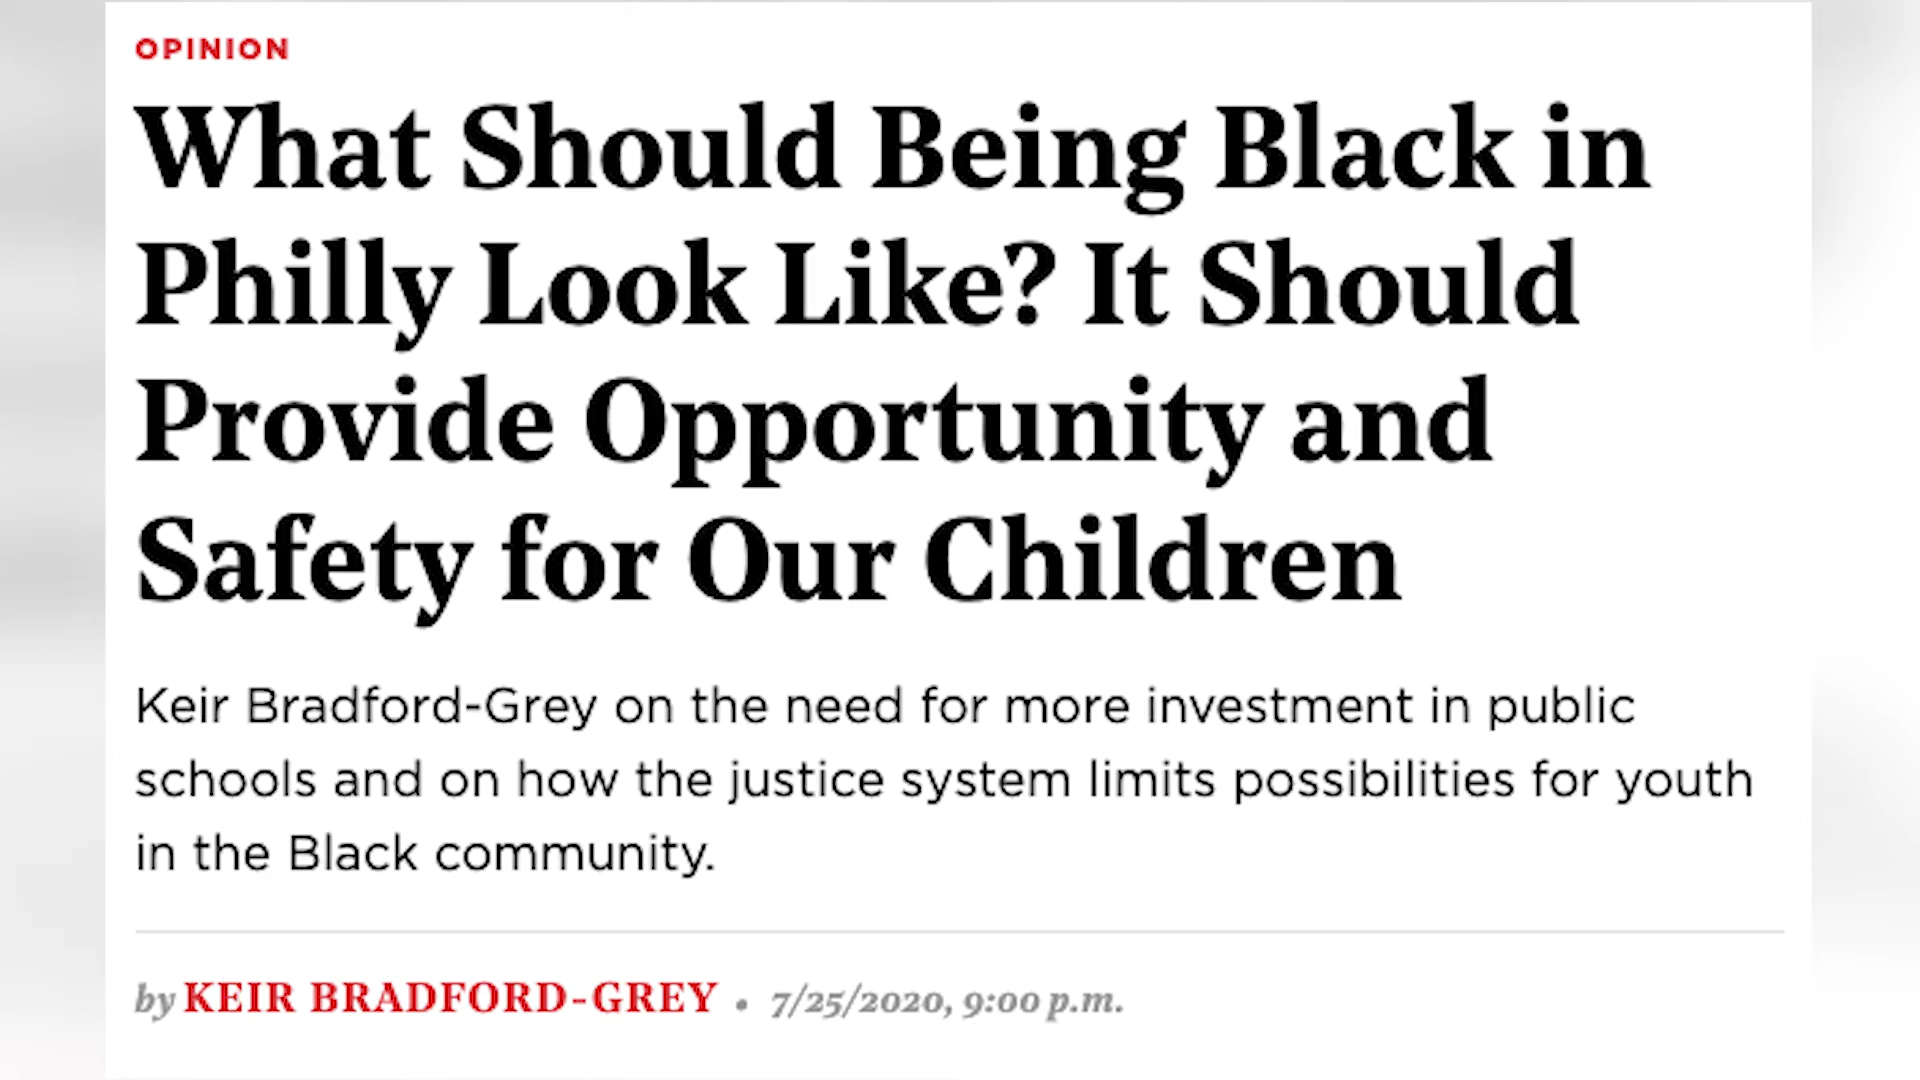 OPINION
What Should Being Black in
Philly Look Like? It Should
Provide Opportunity and
Safety for Our Children
Keir Bradford-Grey on the need for more investment in public
schools and on how the justice system limits possibilities for youth
in the Black community.
by KEIR BRADFORD-GREY • 7/25/2020, 9:00 p.m.